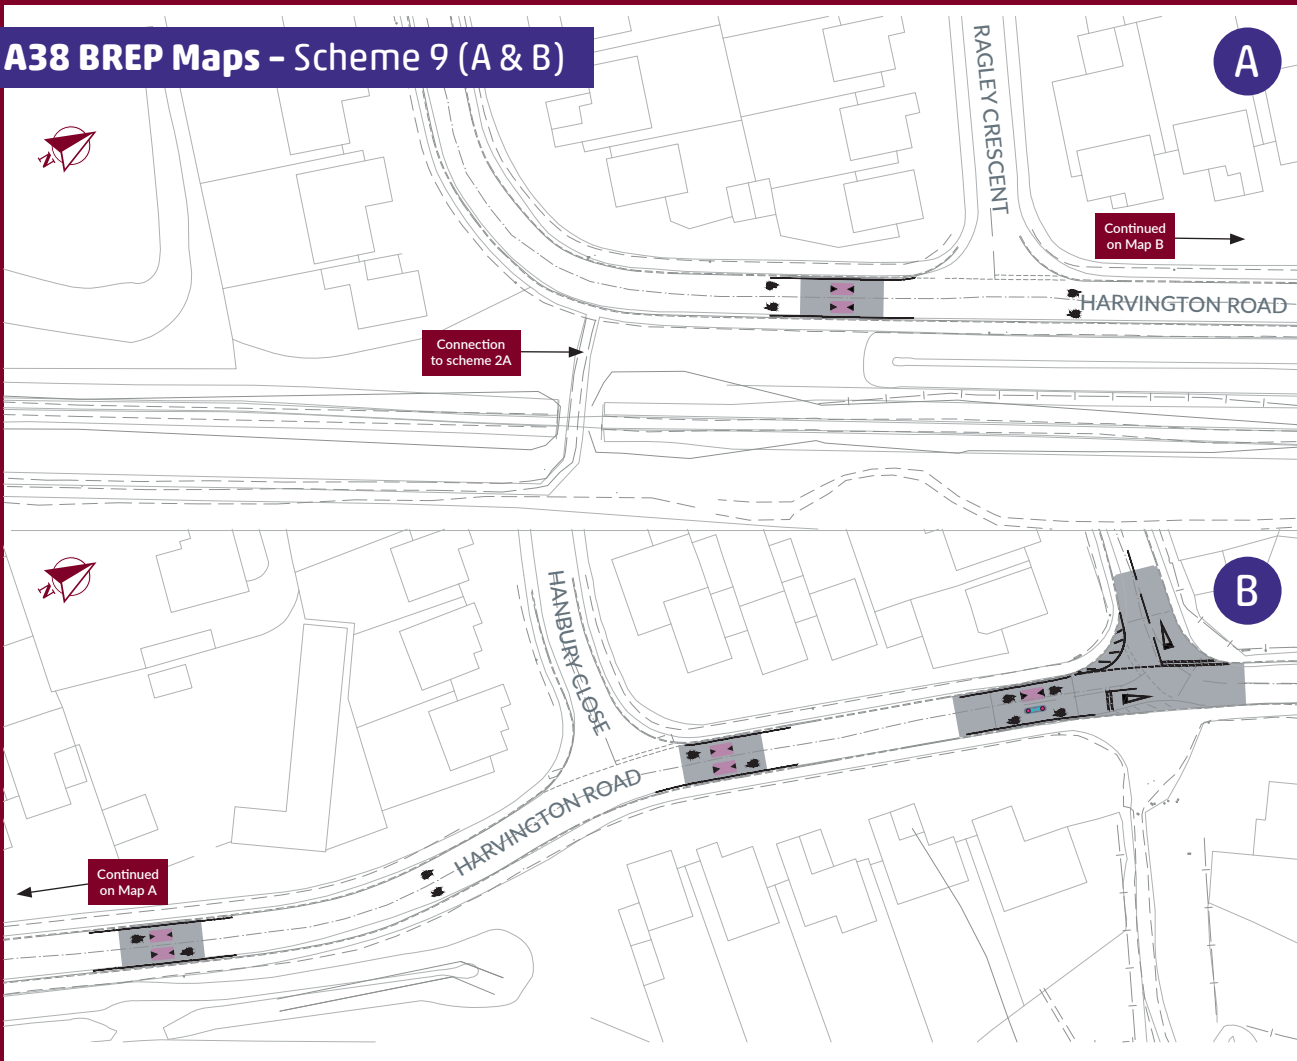 A38 BREP Maps – Scheme 9 (A & B)
A
N
RAGLEY CRESCENT
Continued
on Map B
HARVINGTON ROAD
Connection
to scheme 2A
N
B
HANBURY CLOSE
HARVINGTON ROAD
Continued
on Map A